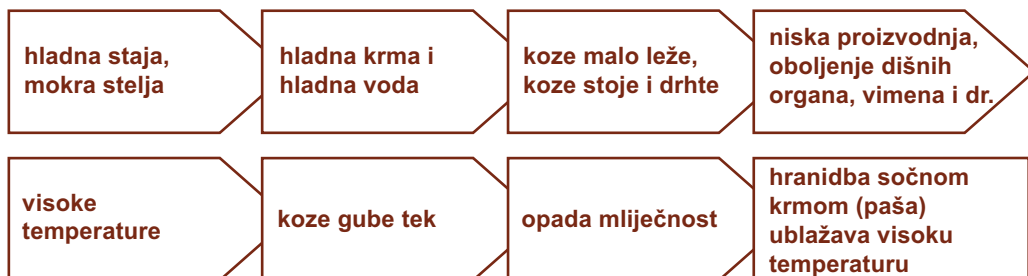 hladna staja,
mokra stelja
hladna krma i
hladna voda
koze malo leže,
koze stoje i drhte
niska proizvodnja,
oboljenje dišnih
organa, vimena i dr.
visoke
temperature
koze gube tek
opada mliječnost
hranidba sočnom
krmom (paša)
ublažava visoku
temperaturu